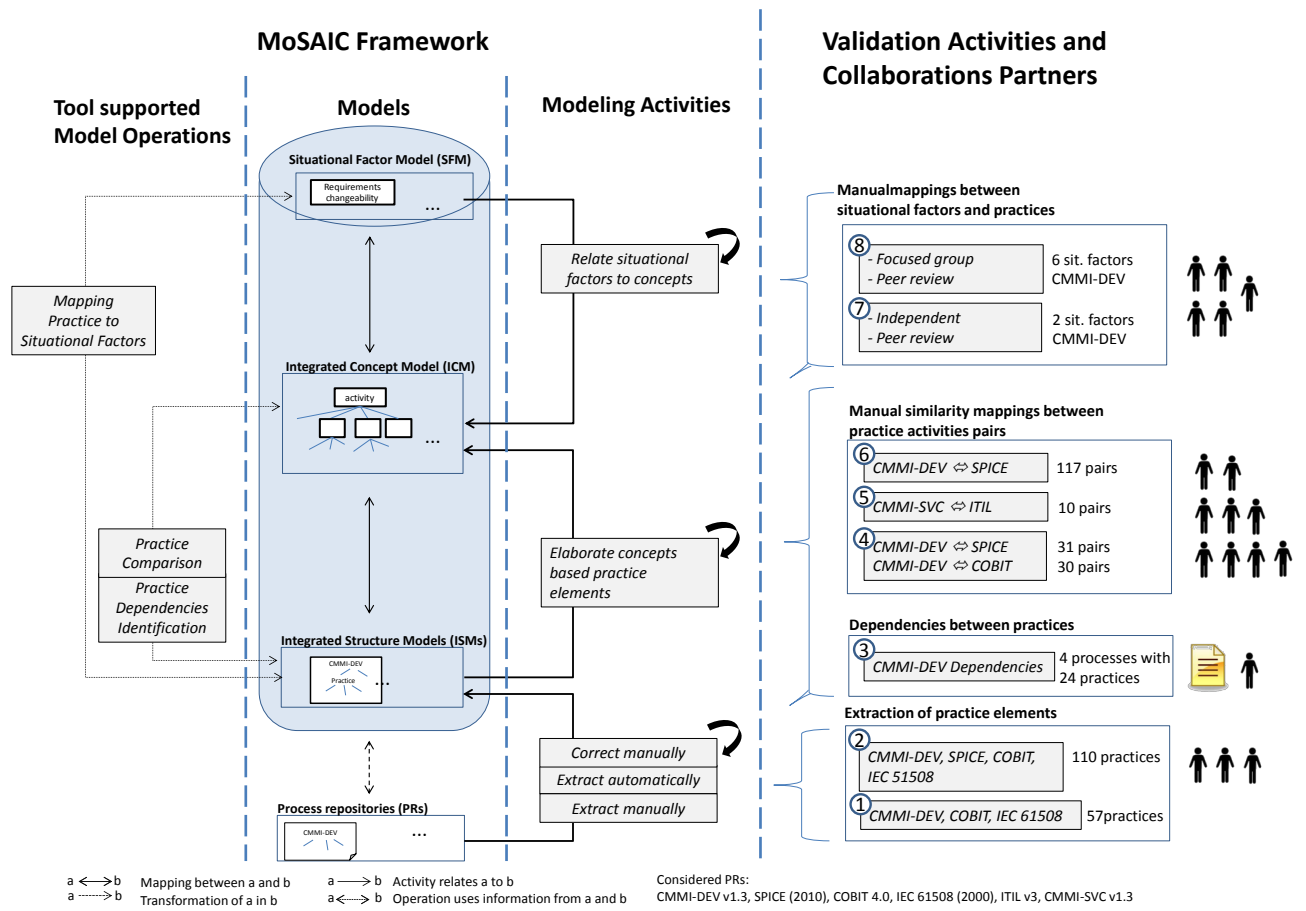 MoSAIC Framework
Validation Activities and
Collaborations Partners
Tool supported
Model Operations
Models
Modeling Activities
Situational Factor Model (SFM)
Requirements
changeability
...
Mapping
Practice to
Situational Factors
Relate situational
factors to concepts
Integrated Concept Model (ICM)
activity
...
Practice
Comparison
Practice
Dependencies
Identification
Elaborate concepts
based practice
elements
Integrated Structure Models (ISMs)
CMMI-DEV
Practice
...
Correct manually
Extract automatically
Extract manually
Process repositories (PRs)
CMMI-DEV
...
Manualmappings between
situational factors and practices
8
- Focused group
- Peer review
6 sit. factors
CMMI-DEV
7
- Independent
- Peer review
2 sit. factors
CMMI-DEV
Manual similarity mappings between
practice activities pairs
6
CMMI-DEV ⇔ SPICE
117 pairs
5
CMMI-SVC ⇔ ITIL
10 pairs
4
CMMI-DEV ⇔ SPICE
CMMI-DEV ⇔ COBIT
31 pairs
30 pairs
Dependencies between practices
3
CMMI-DEV Dependencies
4 processes with
24 practices
Extraction of practice elements
2
CMMI-DEV, SPICE, COBIT,
IEC 51508
110 practices
1
CMMI-DEV, COBIT, IEC 61508
57practices
a b Mapping between a and b
a b Transformation of a in b
a b Activity relates a to b
a b Operation uses information from a and b
Considered PRs:
CMMI-DEV v1.3, SPICE (2010), COBIT 4.0, IEC 61508 (2000), ITIL v3, CMMI-SVC v1.3